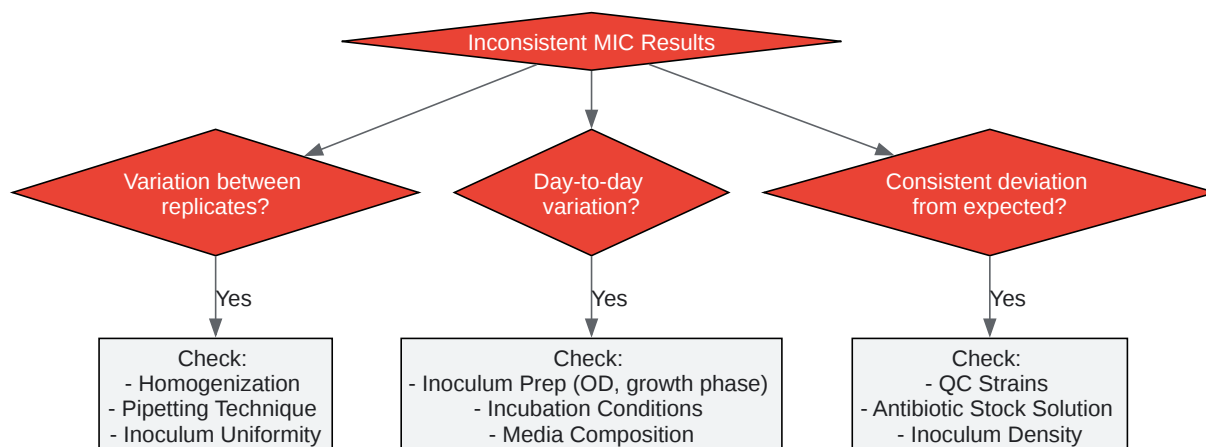 Inconsistent MIC Results
Variation between
replicates?
Day-to-day
variation?
Consistent deviation
from expected?
Yes
Yes
Yes
Check:
- Homogenization
- Pipetting Technique
- Inoculum Uniformity
Check:
- Inoculum Prep (OD, growth phase)
- Incubation Conditions
- Media Composition
Check:
- QC Strains
- Antibiotic Stock Solution
- Inoculum Density